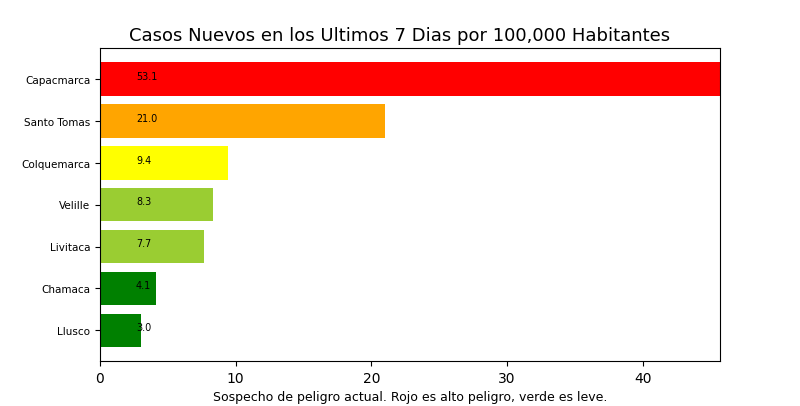 Casos Nuevos en los Ultimos 7 Dias por 100,000 Habitantes
Capacmarca 53.1
Santo Tomas 21.0
Colquemarca 9.4
Velille 8.3
Livitaca 7.7
Chamaca 4.1
Llusco 3.0
0 10 20 30 40
Sospecho de peligro actual. Rojo es alto peligro, verde es leve.